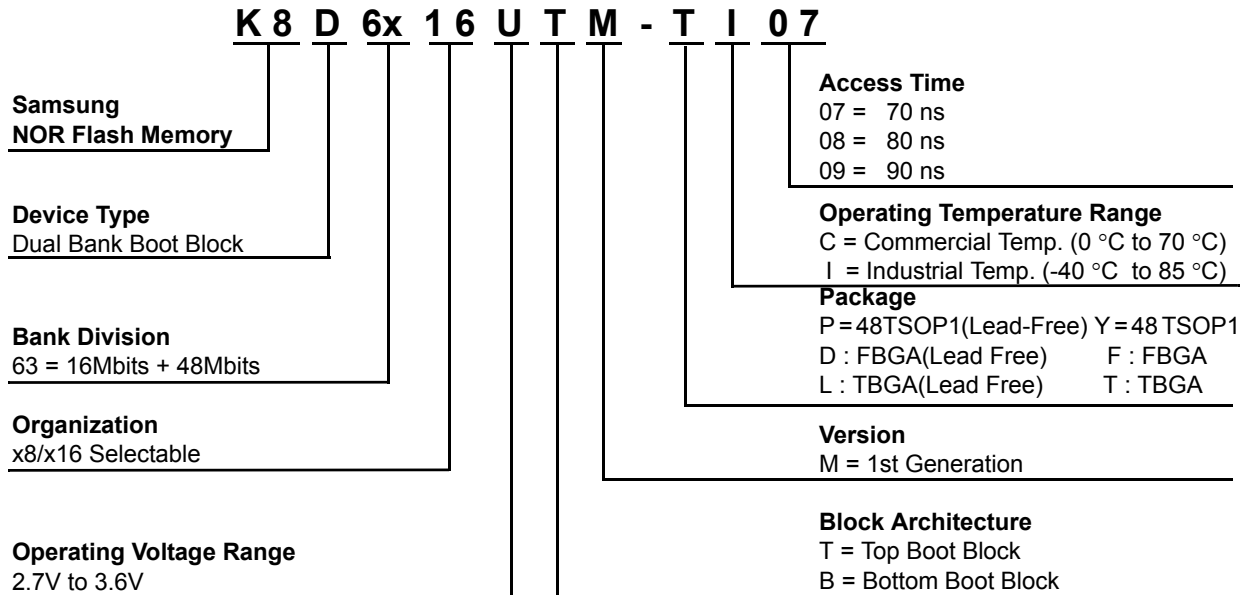 K 8 D 6x 1 6 U T M - T I 0 7
Samsung
NOR Flash Memory
Device Type
Dual Bank Boot Block
Bank Division
63 = 16Mbits + 48Mbits
Organization
x8/x16 Selectable
Operating Voltage Range
2.7V to 3.6V
Access Time
07 = 70 ns
08 = 80 ns
09 = 90 ns
Operating Temperature Range
C = Commercial Temp. (0 °C to 70 °C)
I = Industrial Temp. (-40 °C to 85 °C)
Package
P = 48TSOP1(Lead-Free) Y = 48 TSOP1
D : FBGA(Lead Free) F : FBGA
L : TBGA(Lead Free) T : TBGA
Version
M = 1st Generation
Block Architecture
T = Top Boot Block
B = Bottom Boot Block